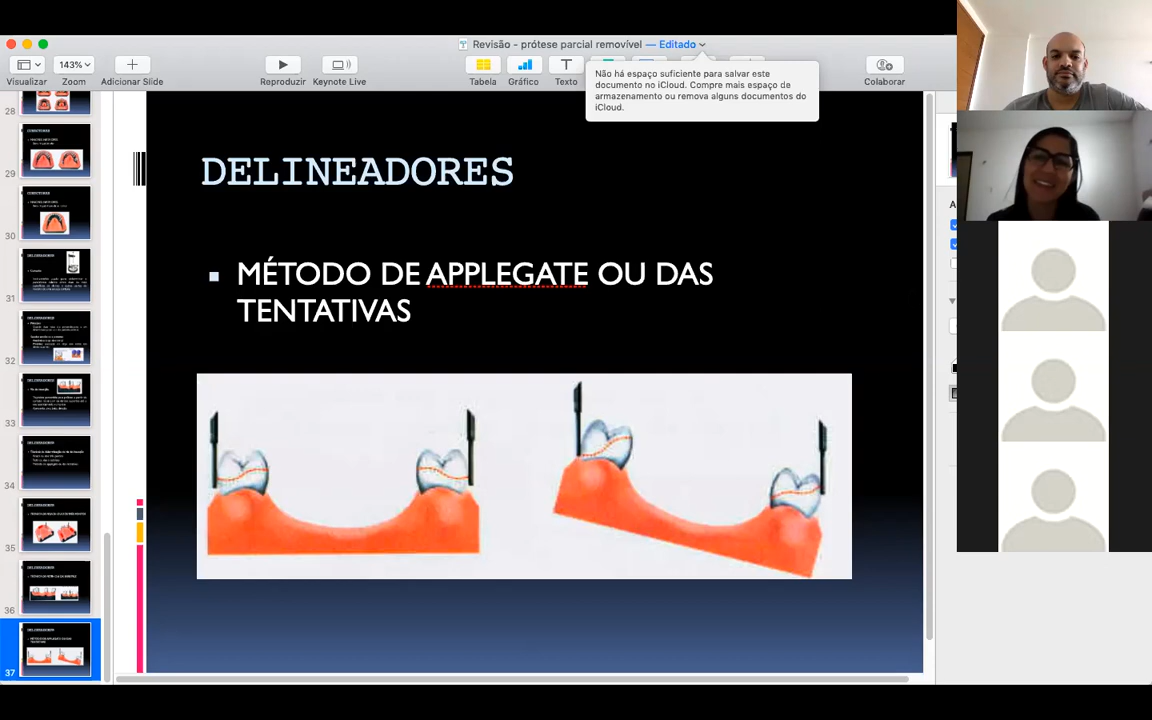 Revisão - prótese parcial removível — Editado
143%
Visualizar
Zoom
Adicionar Slide
Reproduzir
Keynote Live
Tabela
Gráfico
Texto
Colaborar
Não há espaço suficiente para salvar este
documento no iCloud. Compre mais espaço de
armazenamento ou remova alguns documentos do
iCloud.
28
29
30
31
32
33
34
35
36
37
DELINEADORES
MÉTODO DE APPLEGATE OU DAS
TENTATIVAS